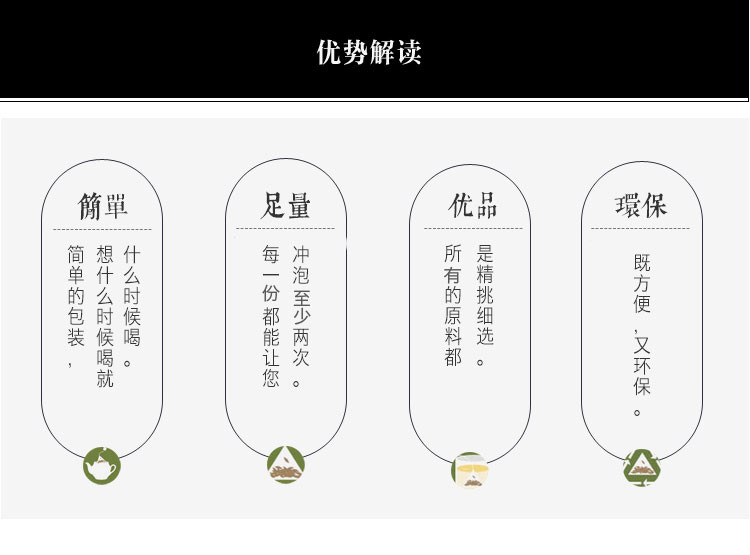 优势解读
簡單
简单的包装，
想什么时候喝就
什么时候喝。
足量
每一份都能让您
冲泡至少两次。
优品
所有的原料都
是精挑细选。
環保
既方便，又环保。